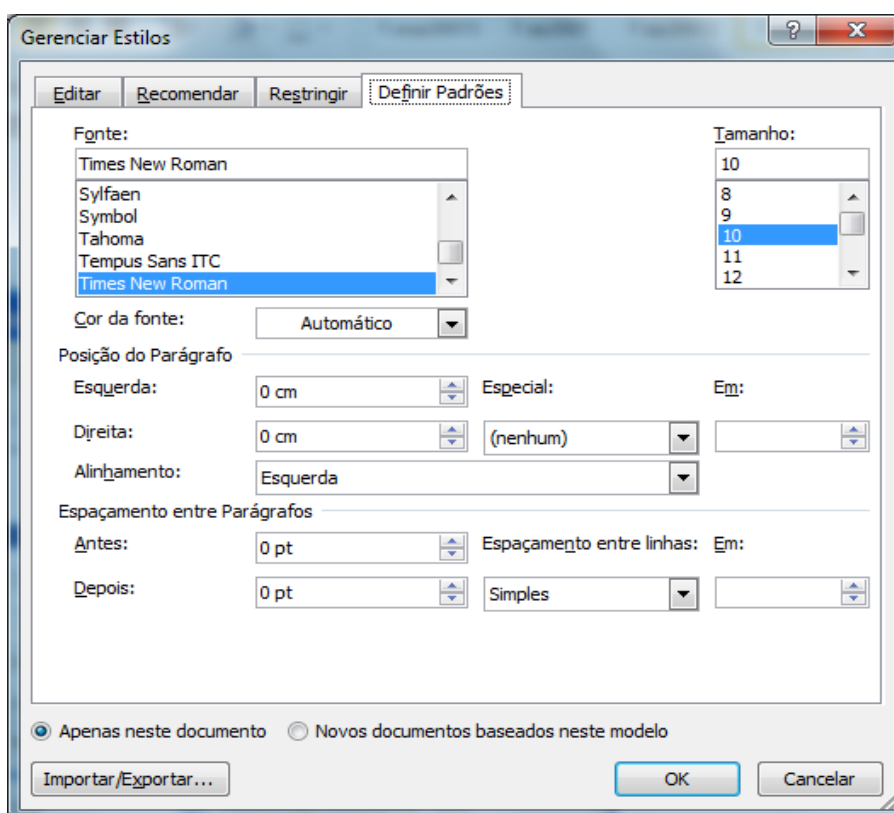 Gerenciar Estilos
Editar Recomendar Restringir Definir Padrões
Fonte: Tamanho:
Times New Roman 10
Sylfaen 8
Symbol 9
Tahoma 10
Tempus Sans ITC 11
Times New Roman 12
Cor da fonte: Automático
Posição do Parágrafo
Esquerda: 0 cm Especial: Em:
Direita: 0 cm (nenhum)
Alinhamento: Esquerda
Espaçamento entre Parágrafos
Antes: 0 pt Espaçamento entre linhas: Em:
Depois: 0 pt Simples
Apenas neste documento Novos documentos baseados neste modelo
Importar/Exportar... OK Cancelar